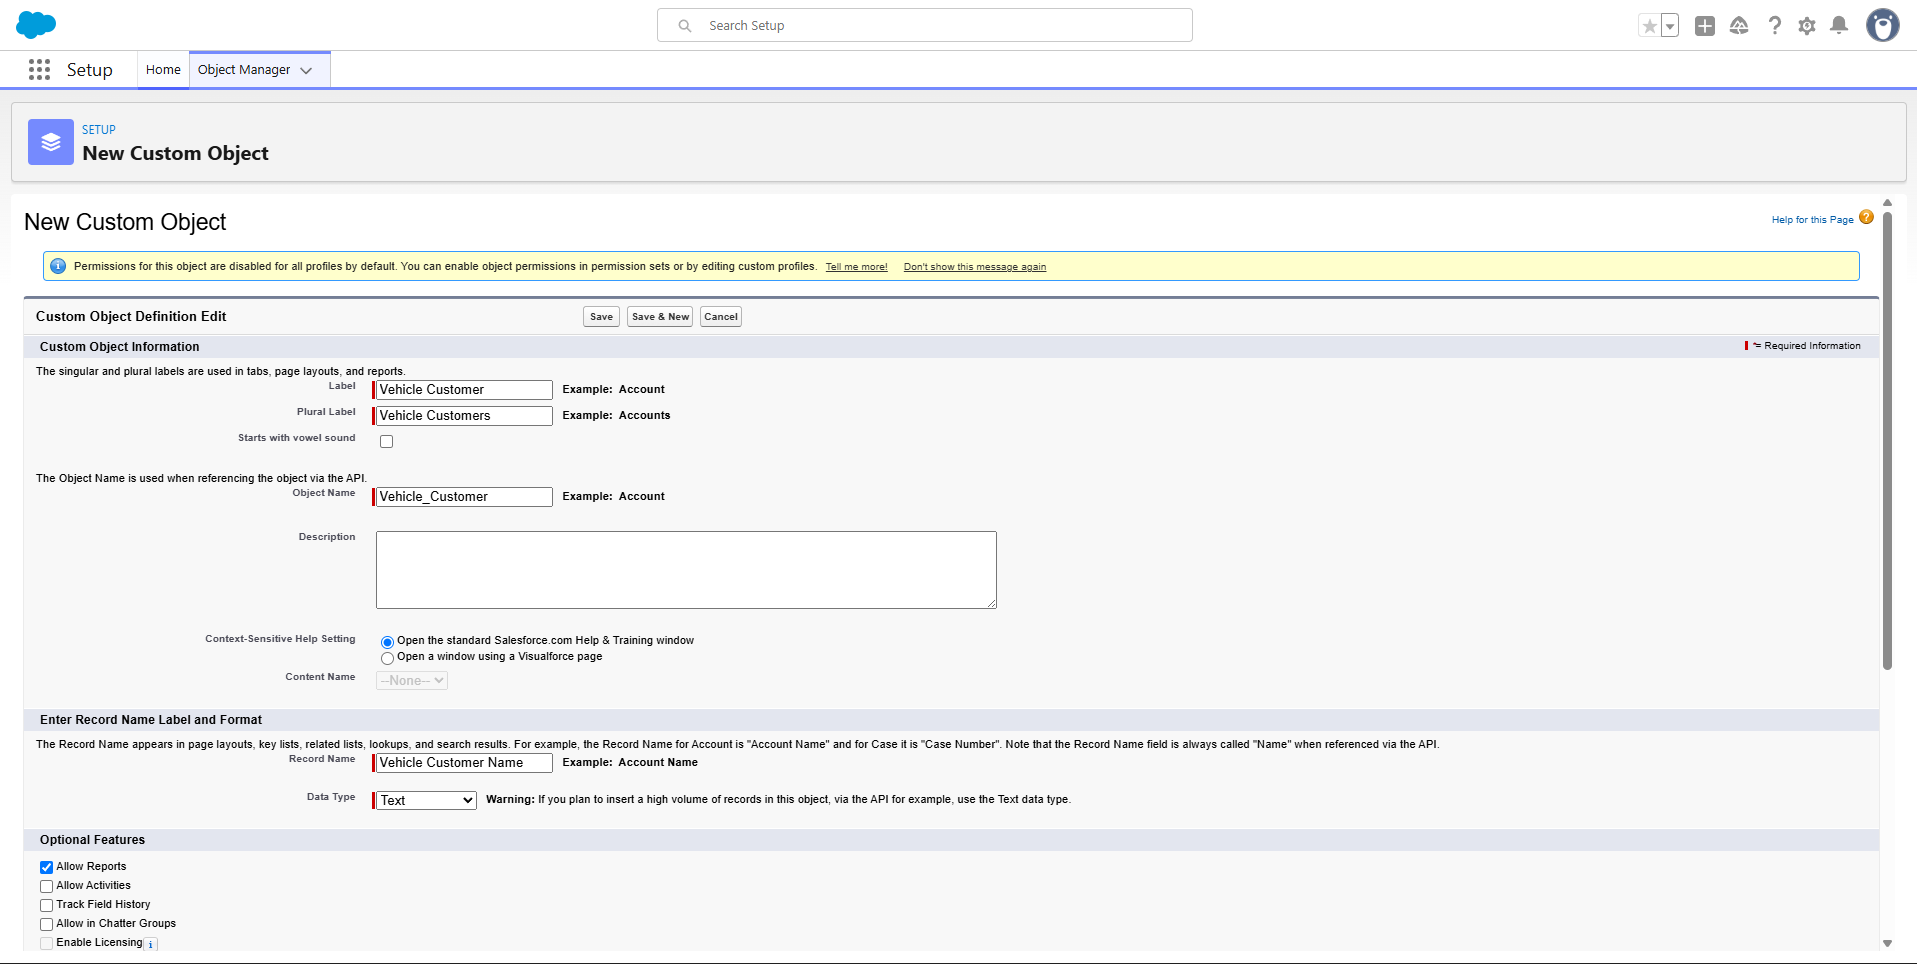 Search Setup
Setup
Home
Object Manager
SETUP
New Custom Object
New Custom Object
Help for this Page
Permissions for this object are disabled for all profiles by default. You can enable object permissions in permission sets or by editing custom profiles. Tell me more! Don't show this message again
Custom Object Definition Edit
Save
Save & New
Cancel
Custom Object Information
= Required Information
The singular and plural labels are used in tabs, page layouts, and reports.
Label
Vehicle Customer
Example: Account
Plural Label
Vehicle Customers
Example: Accounts
Starts with vowel sound
The Object Name is used when referencing the object via the API.
Object Name
Vehicle_Customer
Example: Account
Description
Context-Sensitive Help Setting
Open the standard Salesforce.com Help & Training window
Open a window using a Visualforce page
Content Name
--None--
Enter Record Name Label and Format
The Record Name appears in page layouts, key lists, related lists, lookups, and search results. For example, the Record Name for Account is "Account Name" and for Case it is "Case Number". Note that the Record Name field is always called "Name" when referenced via the API.
Record Name
Vehicle Customer Name
Example: Account Name
Data Type
Text
Warning: If you plan to insert a high volume of records in this object, via the API for example, use the Text data type.
Optional Features
Allow Reports
Allow Activities
Track Field History
Allow in Chatter Groups
Enable Licensing